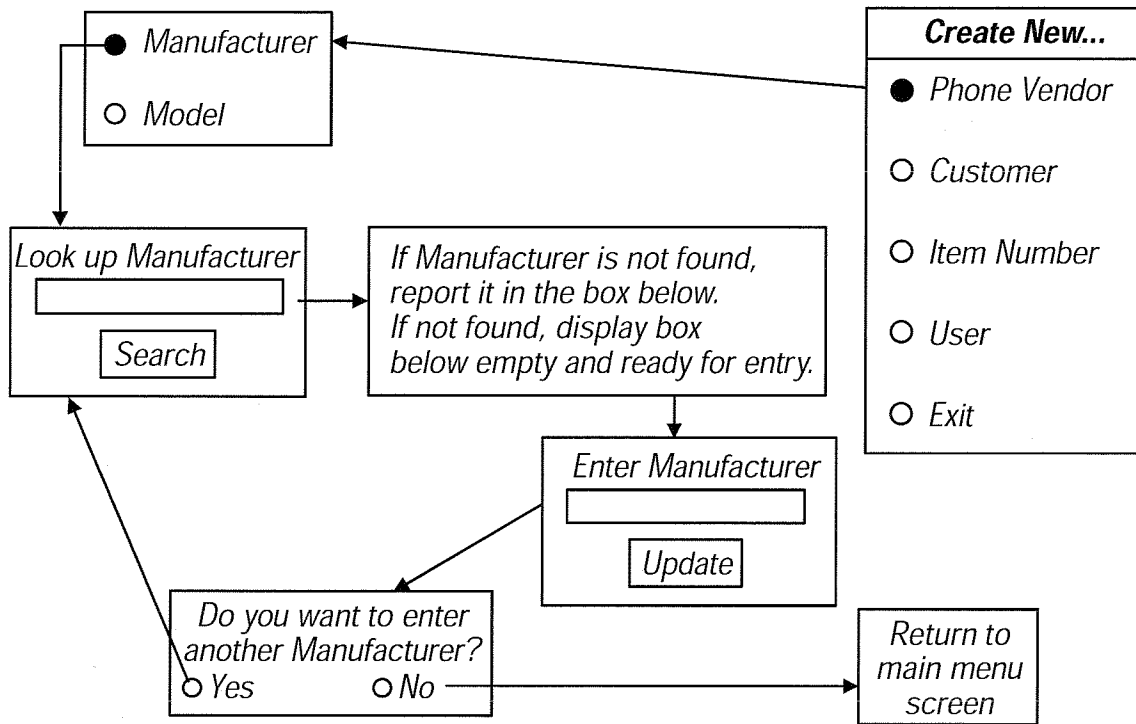 Manufacturer
Model
Create New...
Phone Vendor
Customer
Item Number
User
Exit
Look up Manufacturer
Search
If Manufacturer is not found,
report it in the box below.
If not found, display box
below empty and ready for entry.
Enter Manufacturer
Update
Do you want to enter
another Manufacturer?
Yes No
Return to
main menu
screen